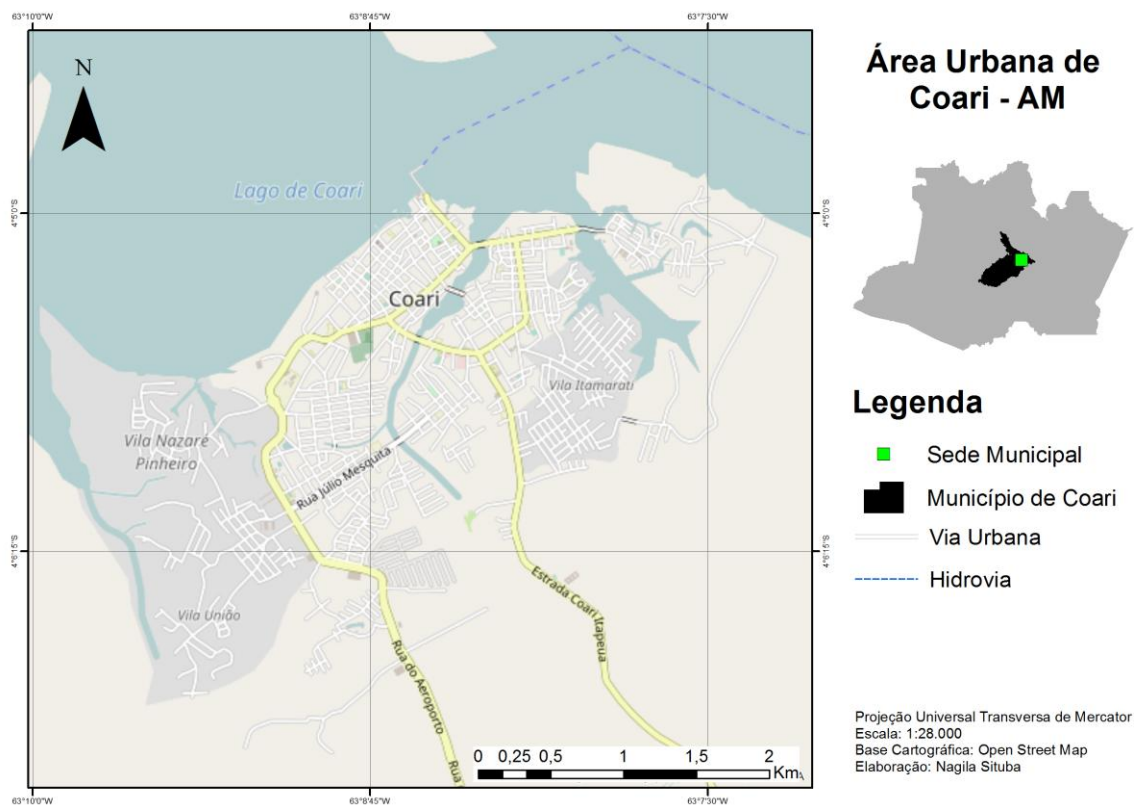 63°10'0"W
63°8'45"W
63°7'30"W
N
Lago de Coari
4°5'0"S
4°5'0"S
Coari
Vila Itamarati
Vila Nazaré
Pinheiro
Rua Júlio Mesquita
4°6'15"S
4°6'15"S
Estrada Coari Itapeua
Vila União
Rua do Aeroporto
Rua
0 0,25 0,5 1 1,5 2
Km
63°10'0"W
63°8'45"W
63°7'30"W
Área Urbana de
Coari - AM
Legenda
Sede Municipal
Município de Coari
Via Urbana
Hidrovia
Projeção Universal Transversa de Mercator
Escala: 1:28.000
Base Cartográfica: Open Street Map
Elaboração: Nagila Situba